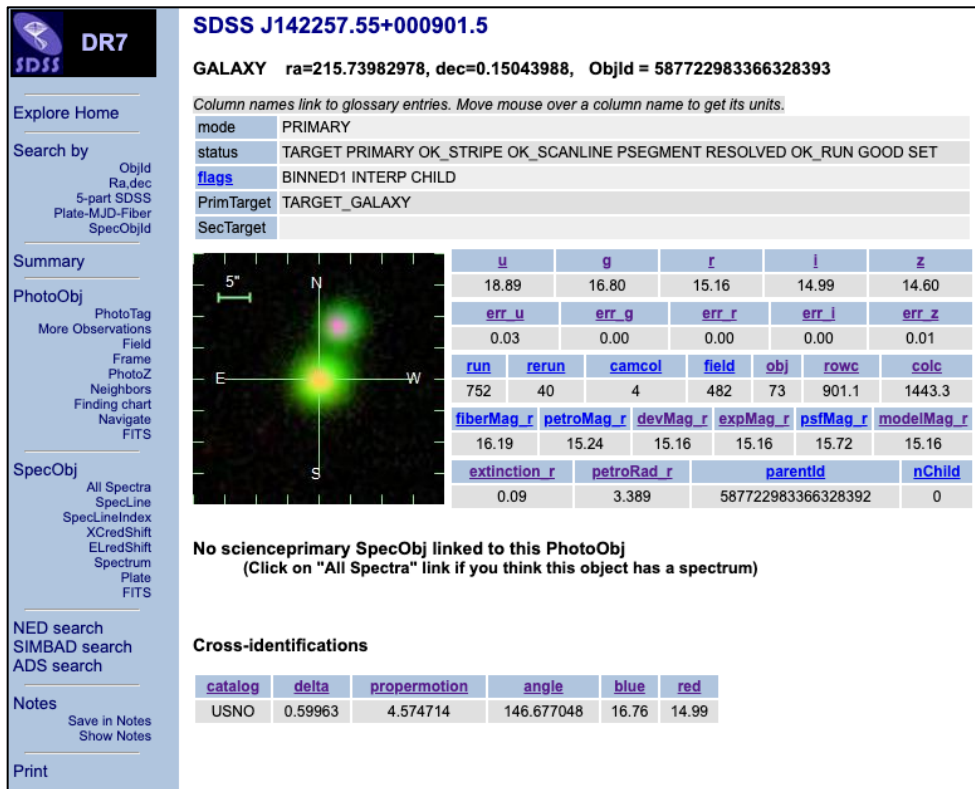 SDSS
DR7
Explore Home
Search by
ObjId
Ra,dec
5-part SDSS
Plate-MJD-Fiber
SpecObjId
Summary
PhotoObj
PhotoTag
More Observations
Field
Frame
PhotoZ
Neighbors
Finding chart
Navigate
FITS
SpecObj
All Spectra
SpecLine
SpecLineIndex
XCredShift
ELredShift
Spectrum
Plate
FITS
NED search
SIMBAD search
ADS search
Notes
Save in Notes
Show Notes
Print
SDSS J142257.55+000901.5
GALAXY ra=215.73982978, dec=0.15043988, ObjId = 587722983366328393
Column names link to glossary entries. Move mouse over a column name to get its units.
mode PRIMARY
status TARGET PRIMARY OK_STRIPE OK_SCANLINE PSEGMENT RESOLVED OK_RUN GOOD SET
flags BINNED1 INTERP CHILD
PrimTarget TARGET_GALAXY
SecTarget
5"
N
E W
S
u g r i z
18.89 16.80 15.16 14.99 14.60
err_u err_g err_r err_i err_z
0.03 0.00 0.00 0.00 0.01
run rerun camcol field obj rowc colc
752 40 4 482 73 901.1 1443.3
fiberMag_r petroMag_r devMag_r expMag_r psfMag_r modelMag_r
16.19 15.24 15.16 15.16 15.72 15.16
extinction_r petroRad_r parentId nChild
0.09 3.389 587722983366328392 0
No scienceprimary SpecObj linked to this PhotoObj
(Click on "All Spectra" link if you think this object has a spectrum)
Cross-identifications
catalog delta propermotion angle blue red
USNO 0.59963 4.574714 146.677048 16.76 14.99